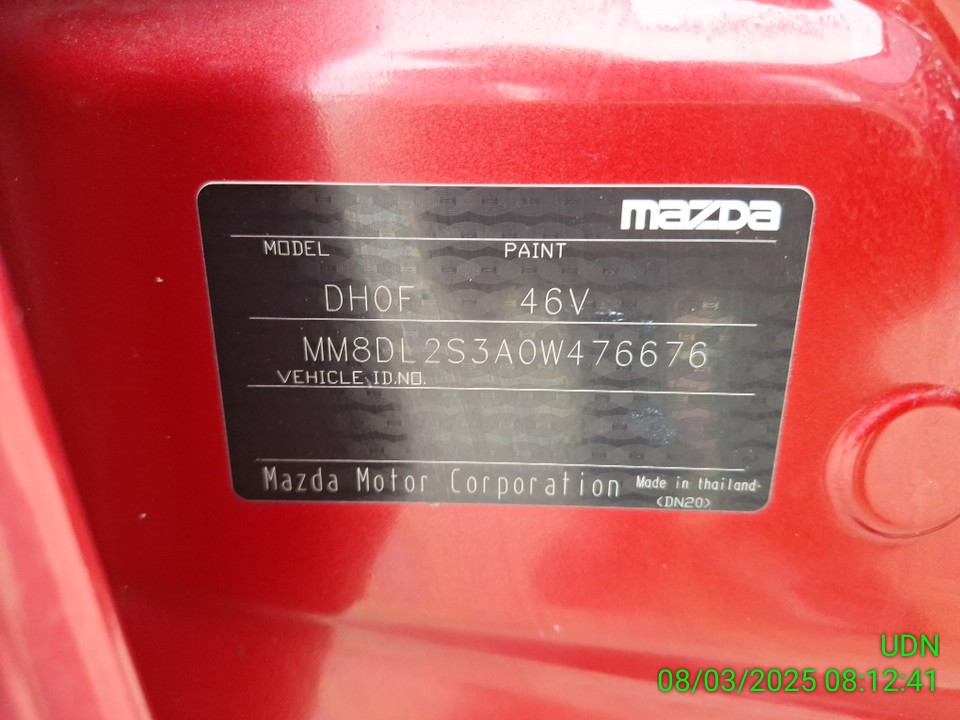 mazda
MODEL PAINT
DH0F 46V
MM8DL2S3A0W476676
VEHICLE ID.NO.
Mazda Motor Corporation Made in thailand
<DN20>
UDN
08/03/2025 08:12:41